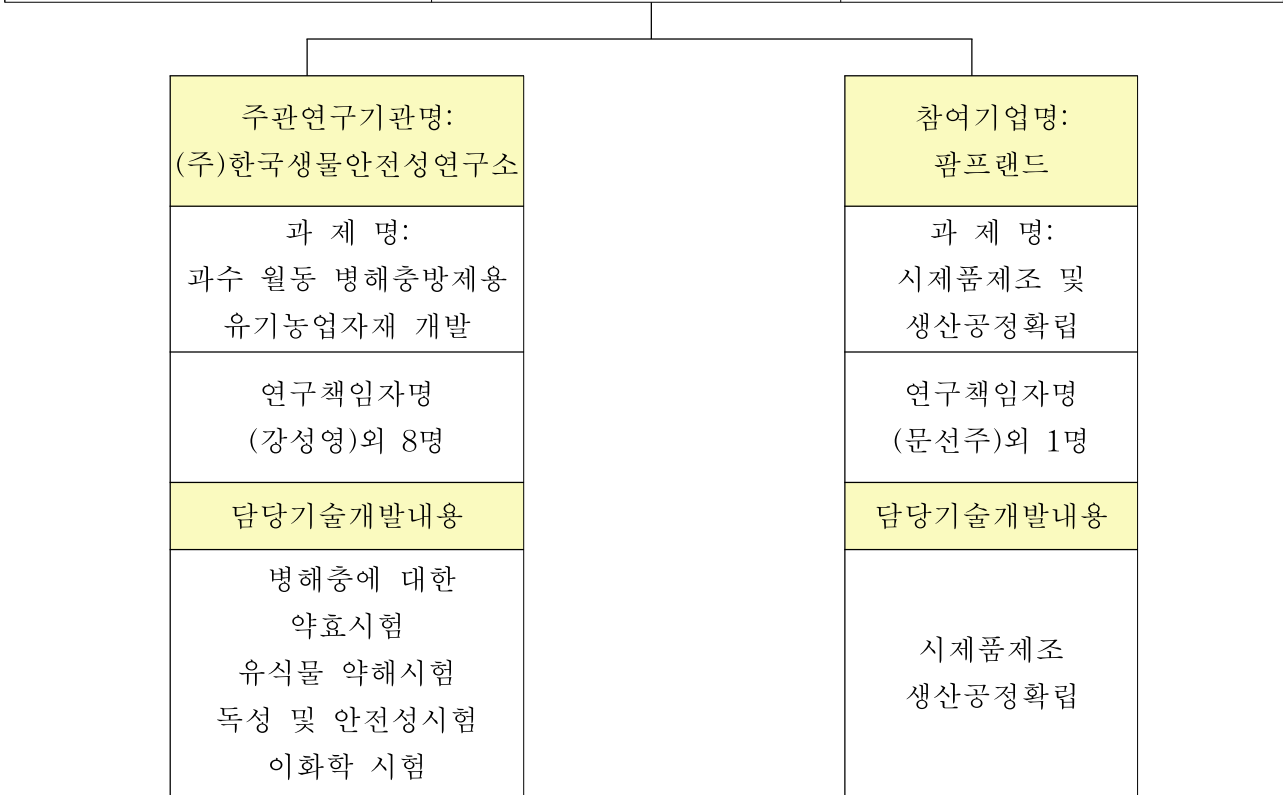 주관연구기관명:
(주)한국생물안전성연구소
과 제 명:
과수 월동 병해충방제용
유기농업자재 개발
연구책임자명
(강성영)외 8명
담당기술개발내용
병해충에 대한
약효시험
유식물 약해시험
독성 및 안전성시험
이화학 시험
참여기업명:
팜프랜드
과 제 명:
시제품제조 및
생산공정확립
연구책임자명
(문선주)외 1명
담당기술개발내용
시제품제조
생산공정확립